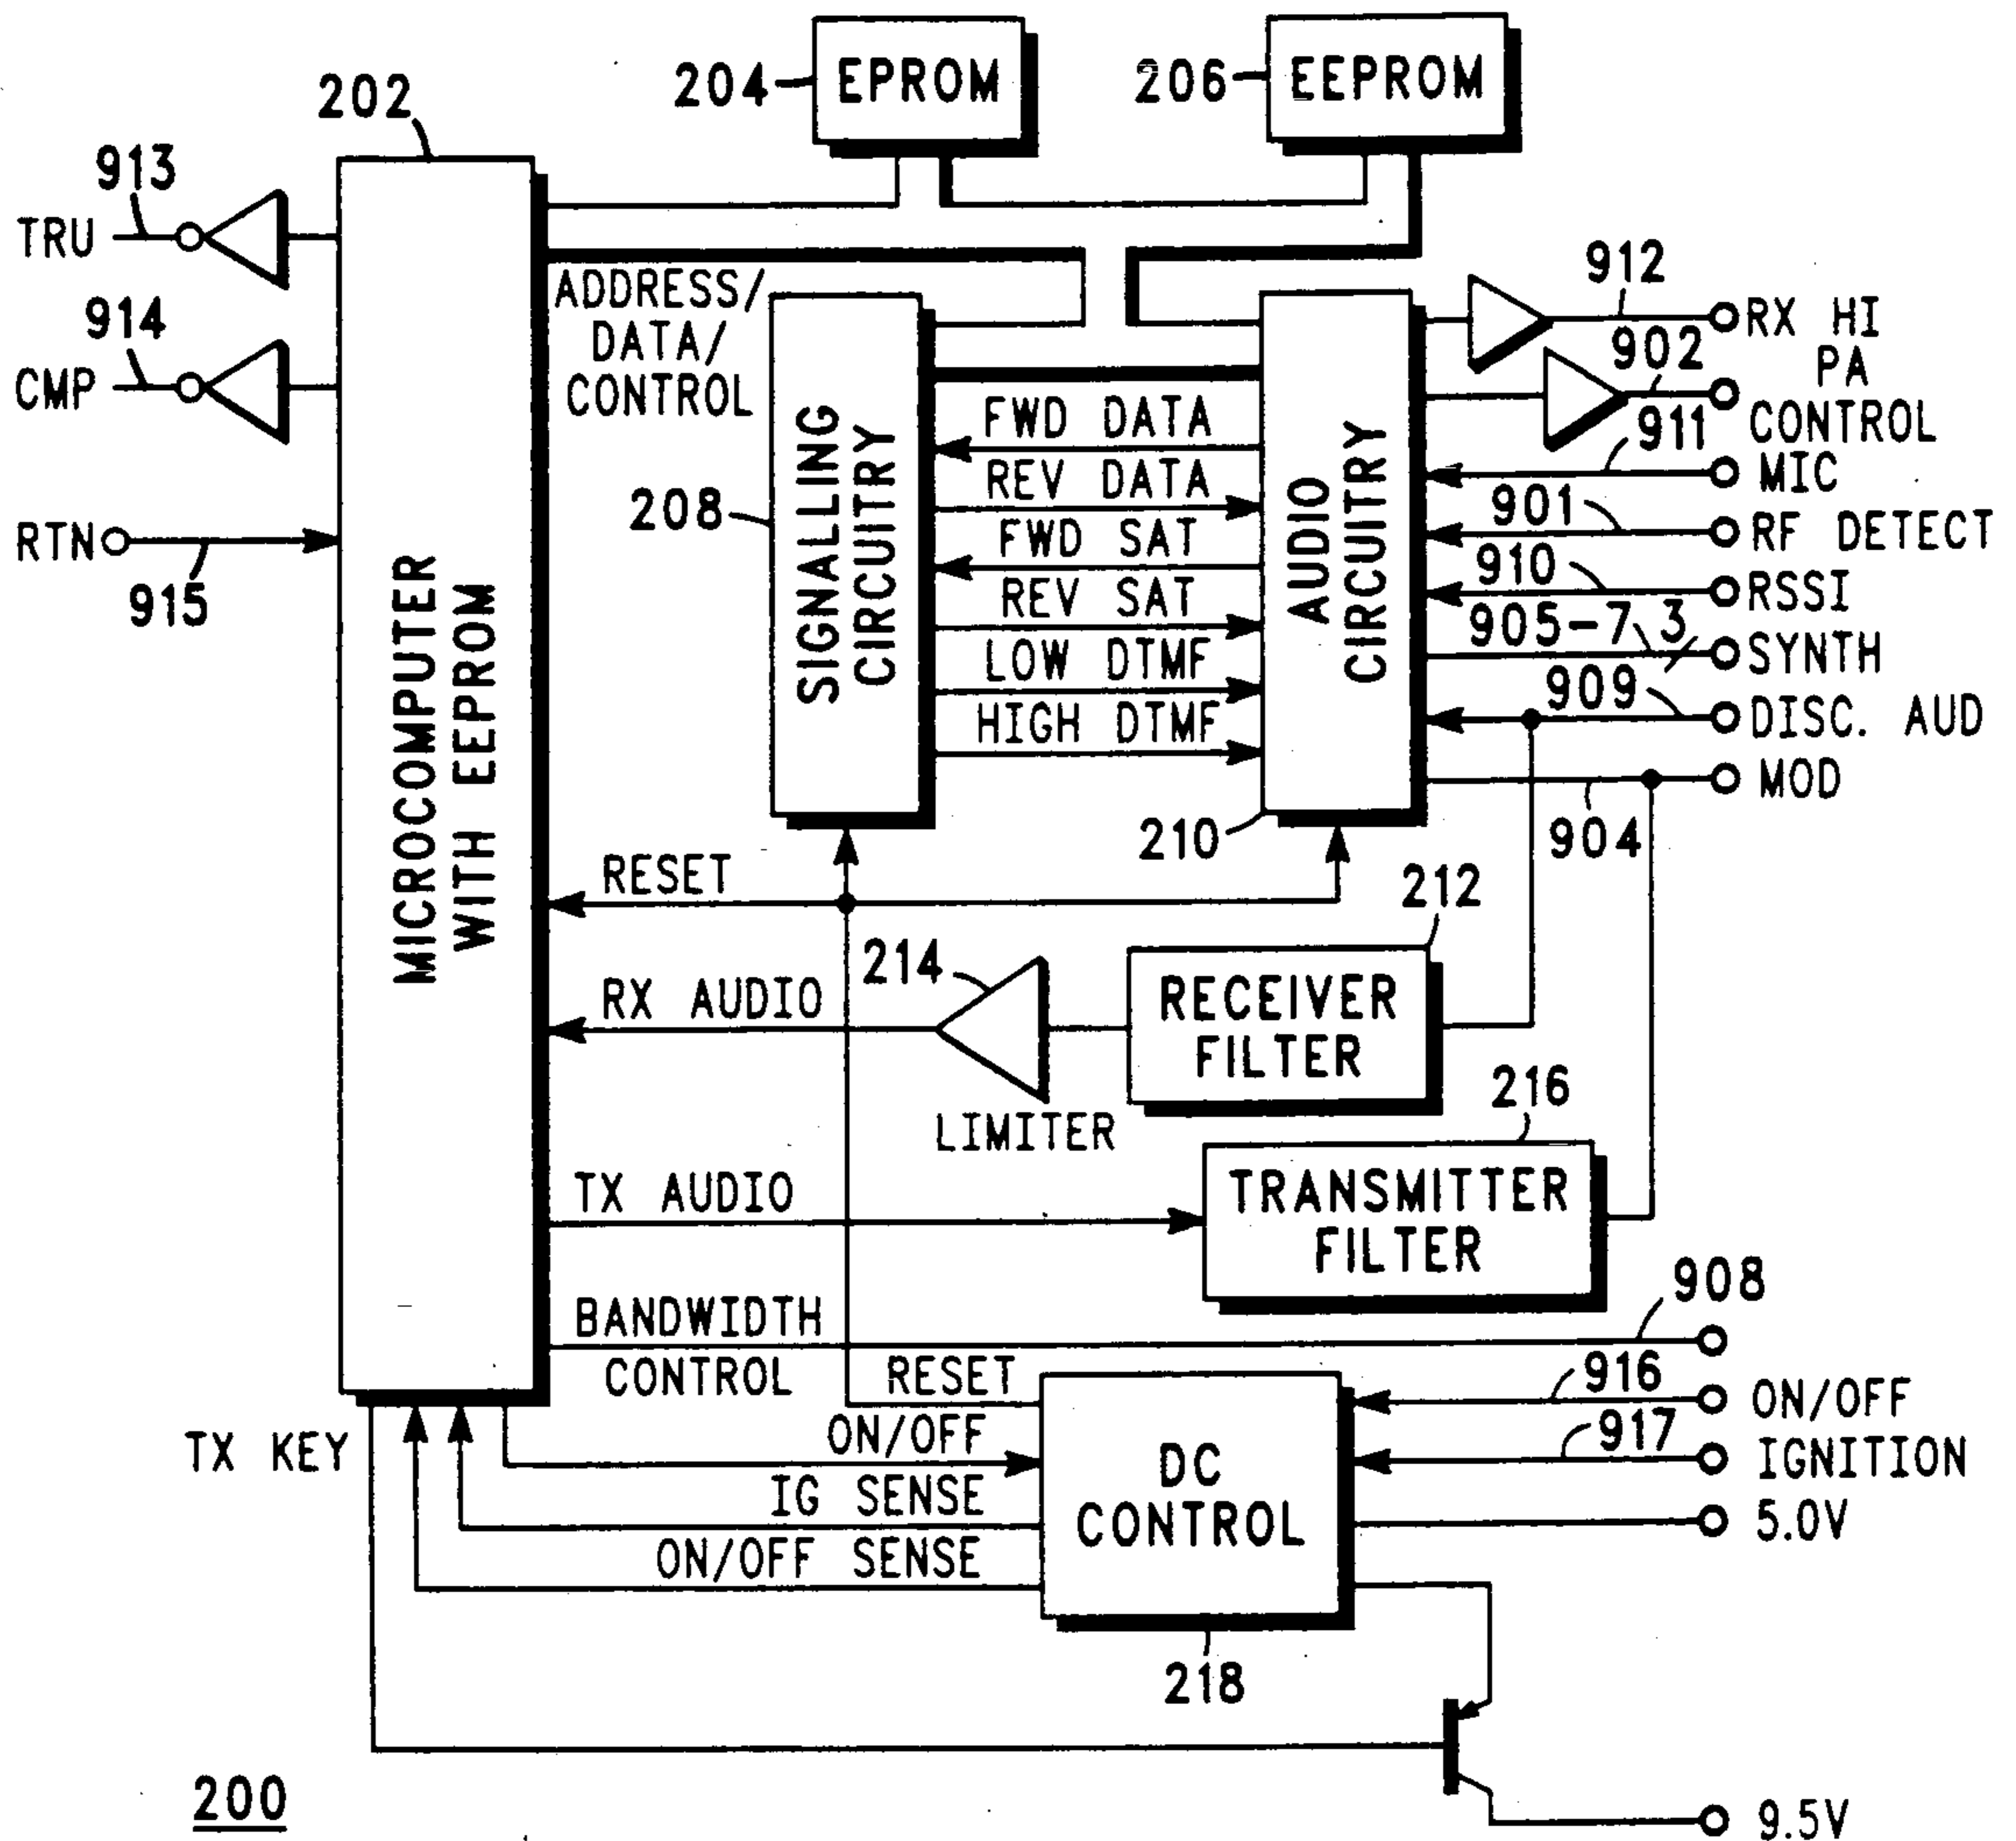 204
EPROM
206
EEPROM
202
913
TRU
914
CMP
RTN
915
MICROCOMPUTER
WITH EEPROM
ADDRESS/
DATA/
CONTROL
208
SIGNALLING
CIRCUITRY
FWD DATA
REV DATA
FWD SAT
REV SAT
LOW DTMF
HIGH DTMF
AUDIO
CIRCUITRY
210
912
RX HI
902
PA
CONTROL
911
MIC
901
RF DETECT
910
RSSI
905-7
3
SYNTH
909
DISC. AUD
MOD
904
RESET
212
214
RX AUDIO
RECEIVER
FILTER
LIMITER
216
TX AUDIO
TRANSMITTER
FILTER
908
BANDWIDTH
CONTROL
RESET
916
ON/OFF
917
IGNITION
TX KEY
ON/OFF
IG SENSE
ON/OFF SENSE
DC
CONTROL
5.0V
218
200
9.5V